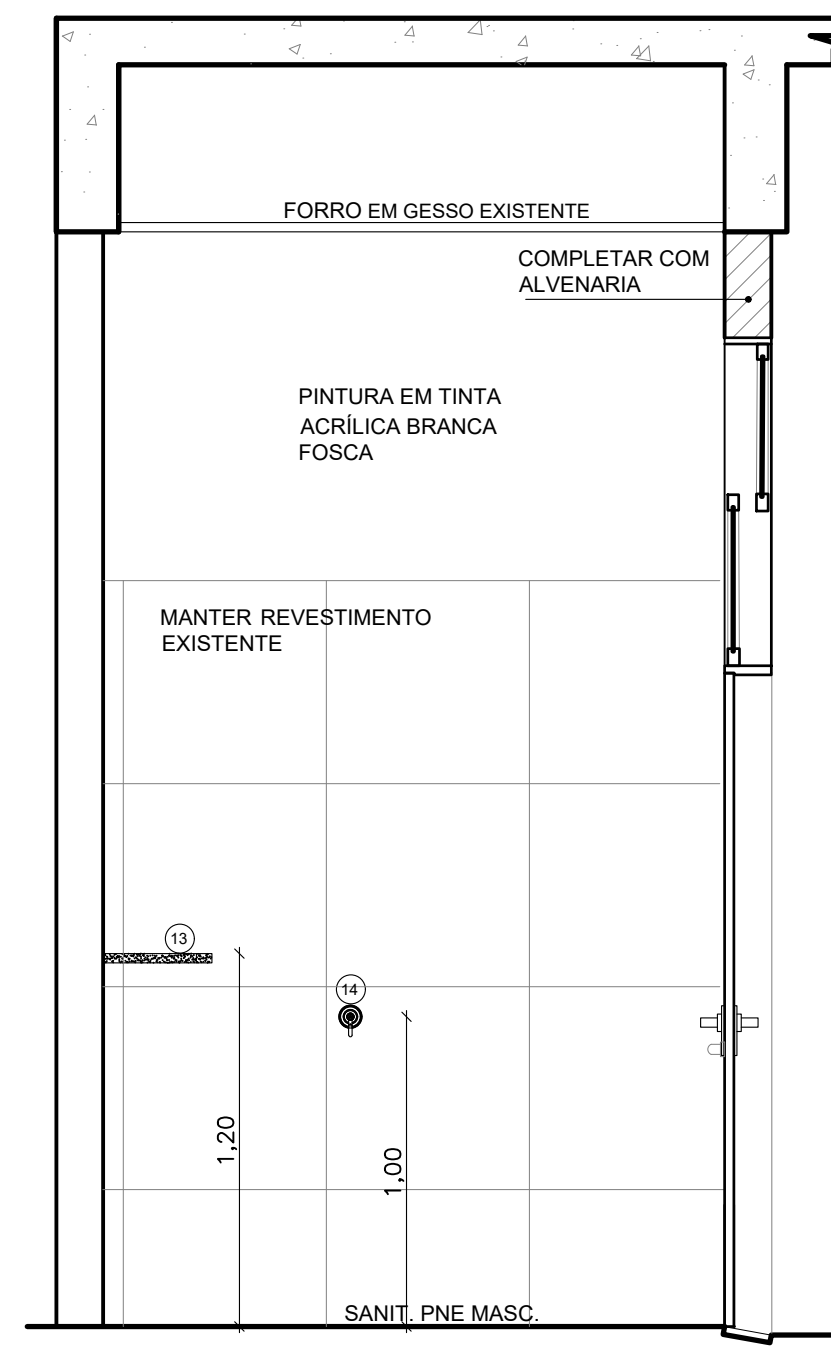 FORRO EM GESSO EXISTENTE
COMPLETAR COM
ALVENARIA
PINTURA EM TINTA
ACRÍLICA BRANCA
FOSCA
MANTER REVESTIMENTO
EXISTENTE
13
14
1,20
1,00
SANIT. PNE MASC.